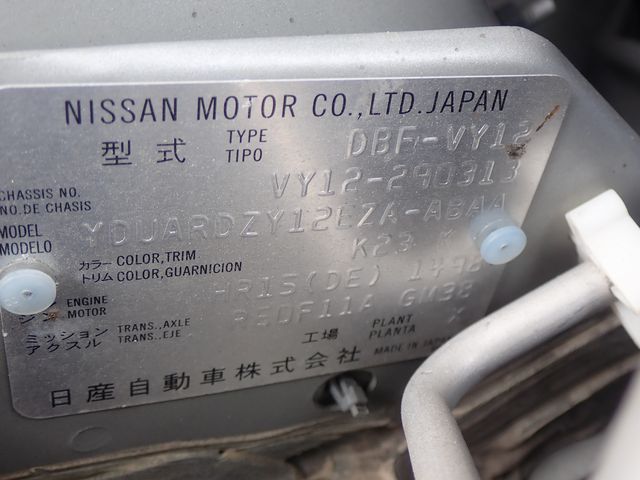 NISSAN MOTOR CO.,LTD.JAPAN
型式 TYPE TIPO DBF-VY12
CHASSIS NO. NO.DE CHASIS VY12-290313
MODEL MODELO YDUARDZY12EZA-ABAA
カラー COLOR,TRIM トリム COLOR,GUARNICION K23 K
ENGINE MOTOR HR15(DE) 1498
ミッション アクスル TRANS.,AXLE TRANS.,EJE RE0F11A GM38
工場 PLANT PLANTA X
日産自動車株式会社 MADE IN